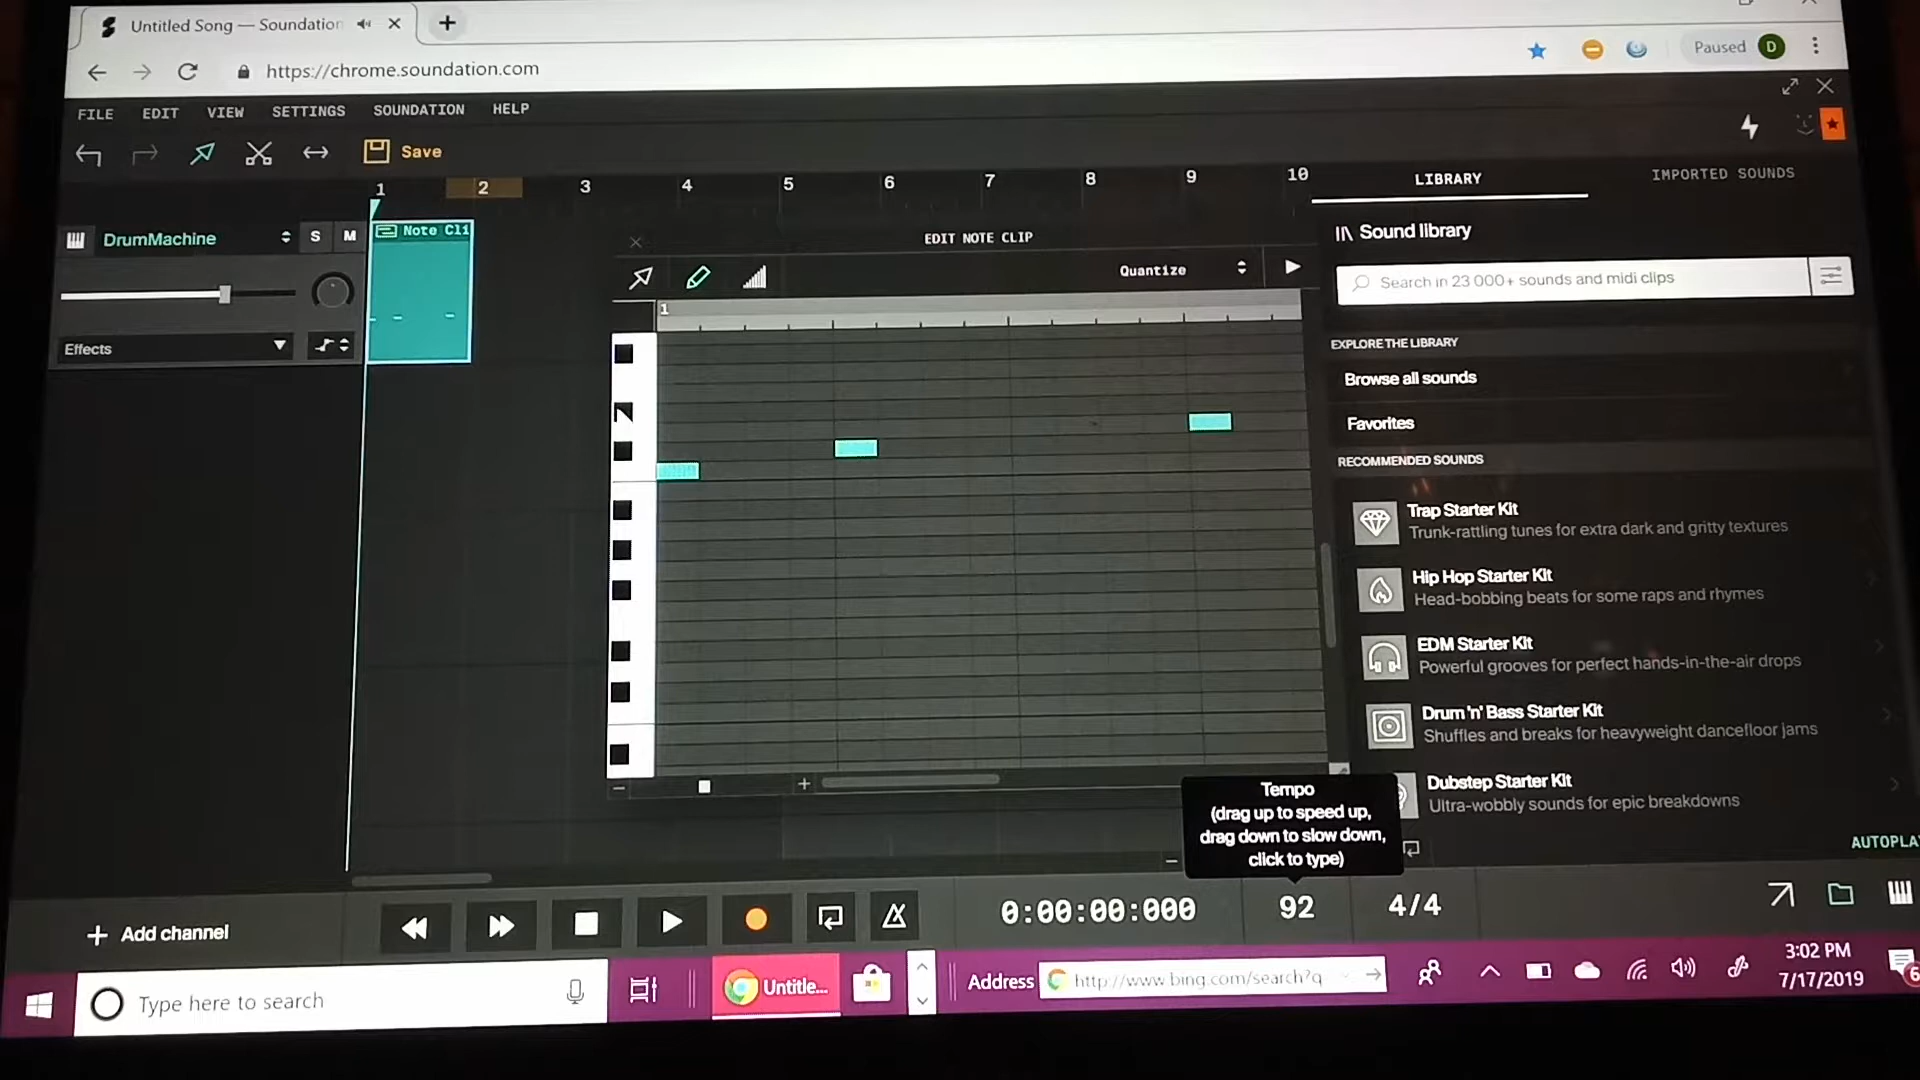 Untitled Song — Soundation
https://chrome.soundation.com
Paused
D
FILE
EDIT
VIEW
SETTINGS
SOUNDATION
HELP
Save
1
2
3
4
5
6
7
8
9
10
LIBRARY
IMPORTED SOUNDS
DrumMachine
S
M
Note Cli
EDIT NOTE CLIP
Sound library
Quantize
Search in 23 000+ sounds and midi clips
1
Effects
EXPLORE THE LIBRARY
Browse all sounds
Favorites
RECOMMENDED SOUNDS
Trap Starter Kit
Trunk-rattling tunes for extra dark and gritty textures
Hip Hop Starter Kit
Head-bobbing beats for some raps and rhymes
EDM Starter Kit
Powerful grooves for perfect hands-in-the-air drops
Drum 'n' Bass Starter Kit
Shuffles and breaks for heavyweight dancefloor jams
Dubstep Starter Kit
Ultra-wobbly sounds for epic breakdowns
Tempo
(drag up to speed up,
drag down to slow down,
click to type)
AUTOPLA
+ Add channel
0:00:00:000
92
4/4
Type here to search
Untitle...
Address
http://www.bing.com/search?q
3:02 PM
7/17/2019
6